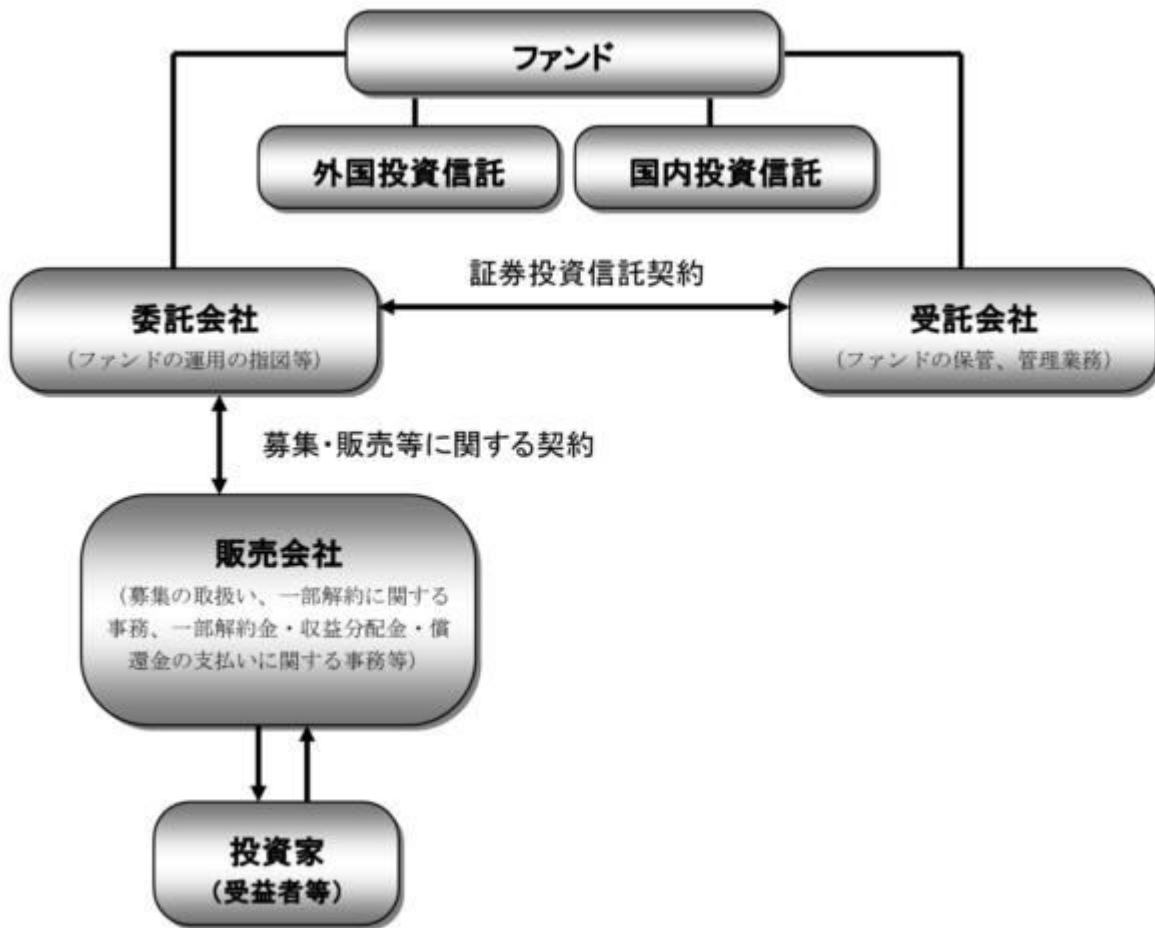 ファンド
外国投資信託
国内投資信託
証券投資信託契約
委託会社
（ファンドの運用の指図等）
受託会社
（ファンドの保管、管理業務）
募集・販売等に関する契約
販売会社
（募集の取扱い、一部解約に関する
事務、一部解約金・収益分配金・償
還金の支払いに関する事務等）
投資家
（受益者等）